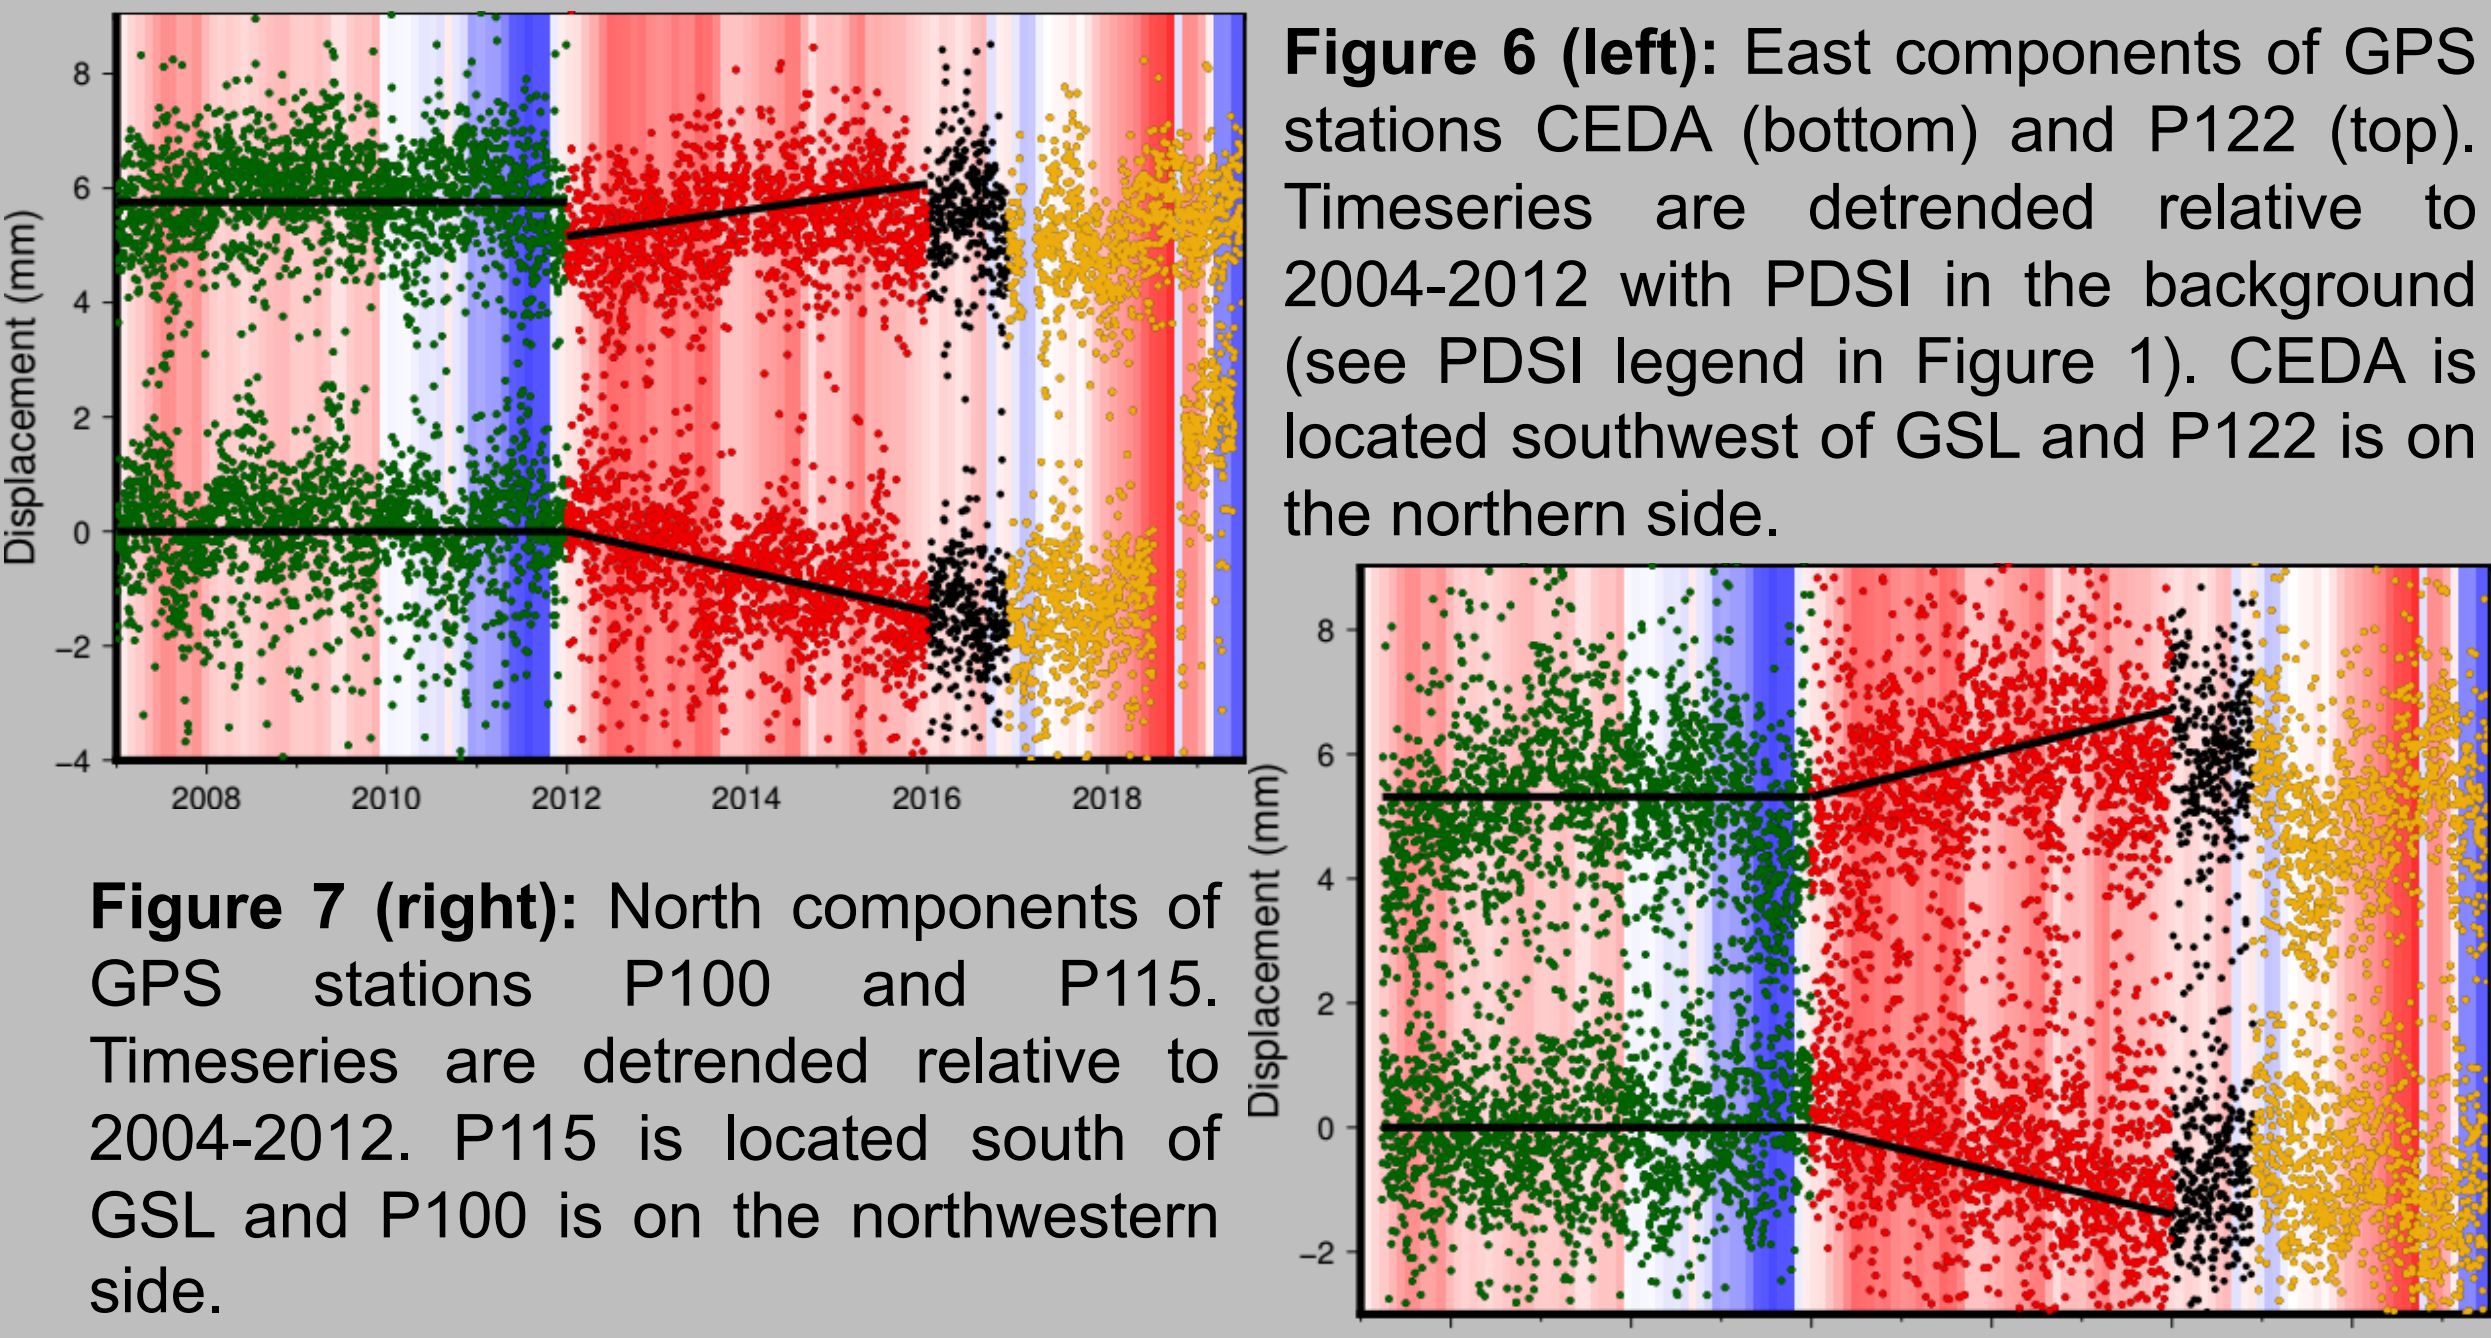 8
6
4
2
0
−2
−4
Displacement (mm)
2008
2010
2012
2014
2016
2018
Figure 6 (left): East components of GPS
stations CEDA (bottom) and P122 (top).
Timeseries are detrended relative to
2004-2012 with PDSI in the background
(see PDSI legend in Figure 1). CEDA is
located southwest of GSL and P122 is on
the northern side.
Figure 7 (right): North components of
GPS stations P100 and P115.
Timeseries are detrended relative to
2004-2012. P115 is located south of
GSL and P100 is on the northwestern
side.
8
6
4
2
0
−2
Displacement (mm)